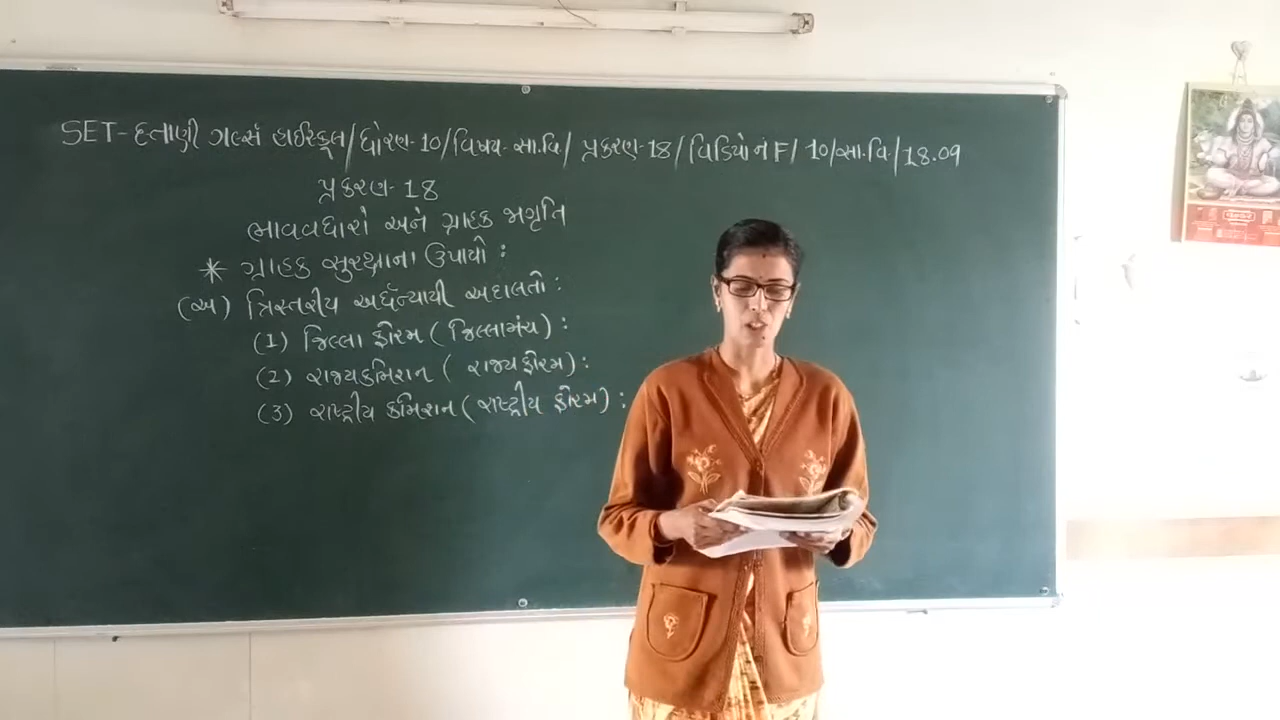 SET-દતાણી ગર્લ્સ હાઈસ્કૂલ/ધોરણ-10/વિષય-સા.વિ/ પ્રકરણ-18/વિડિયો નં F/10/સા.વિ./18.09
પ્રકરણ-18
ભાવવધારો અને ગ્રાહક જાગૃતિ
* ગ્રાહક સુરક્ષાના ઉપાયો :
(અ) ત્રિસ્તરીય અર્ધન્યાયી અદાલતો :
(1) જિલ્લા ફોરમ (જિલ્લામંચ) :
(2) રાજ્યકમિશન ( રાજ્ય ફોરમ) :
(3) રાષ્ટ્રીય કમિશન (રાષ્ટ્રીય ફોરમ) :